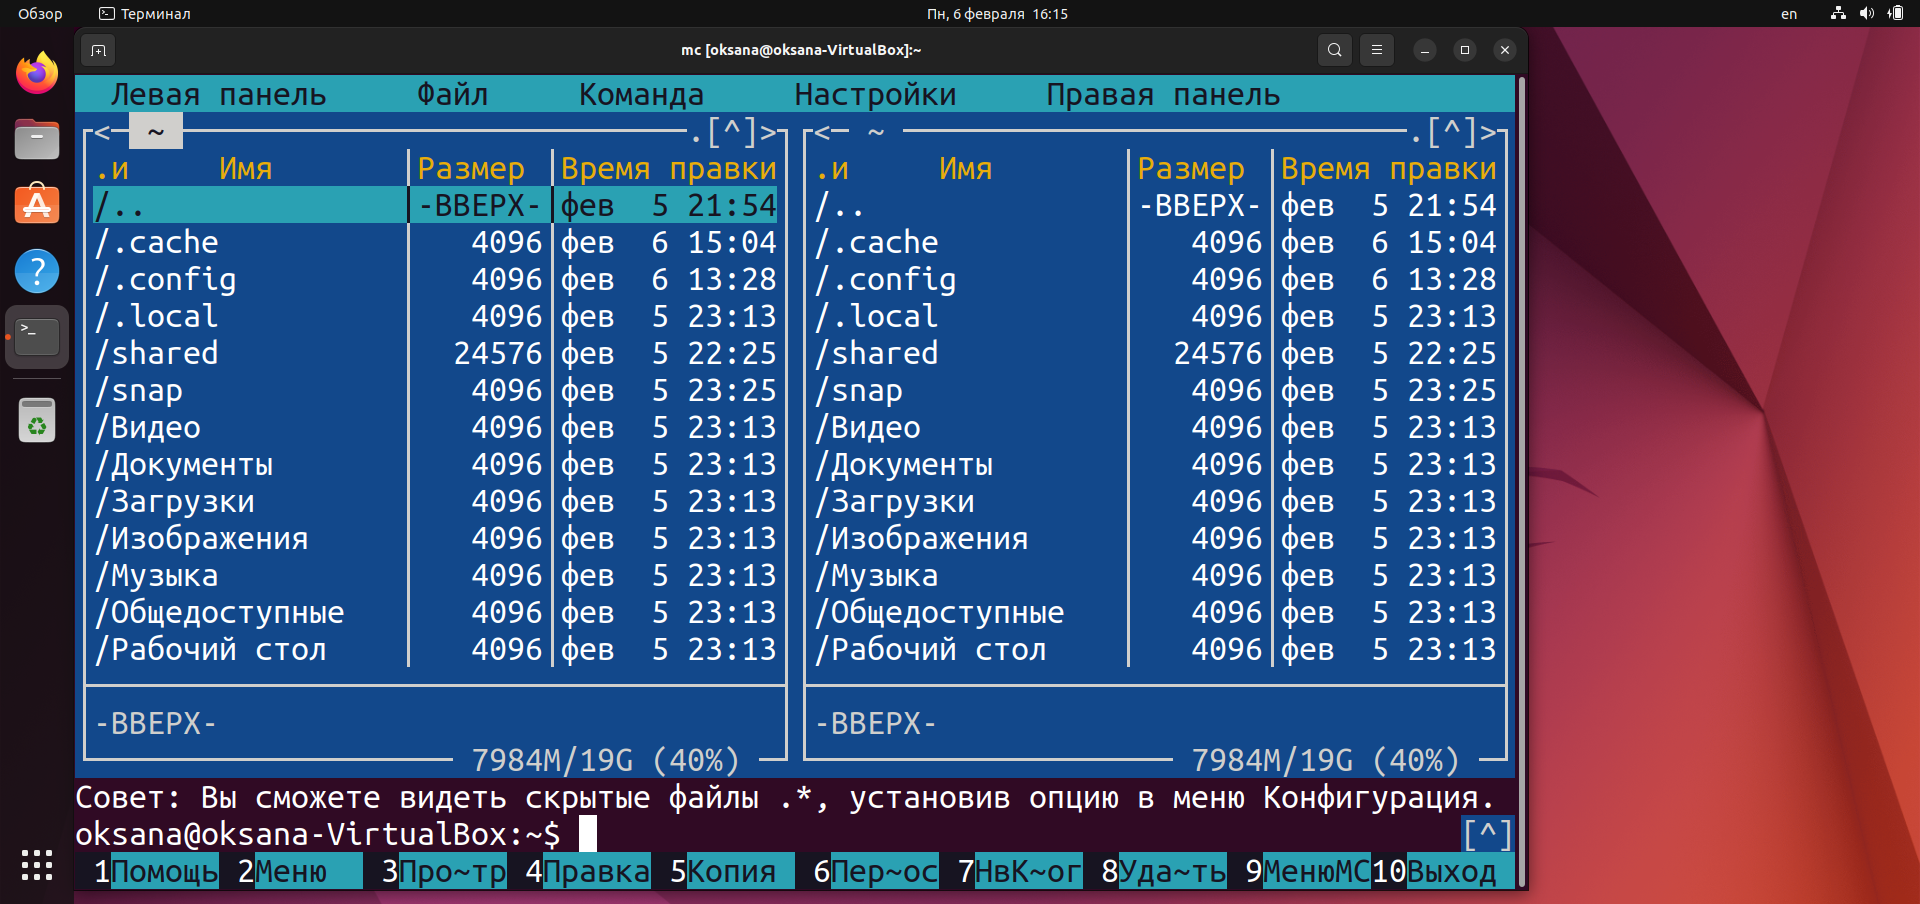 Обзор Терминал Пн, 6 февраля 16:15 en
mc [oksana@oksana-VirtualBox]:~
Левая панель Файл Команда Настройки Правая панель
<─ ~ ─.[^]> <─ ~ ─.[^]>
.и Имя Размер Время правки .и Имя Размер Время правки
/.. -ВВЕРХ- фев 5 21:54 /.. -ВВЕРХ- фев 5 21:54
/.cache 4096 фев 6 15:04 /.cache 4096 фев 6 15:04
/.config 4096 фев 6 13:28 /.config 4096 фев 6 13:28
/.local 4096 фев 5 23:13 /.local 4096 фев 5 23:13
/shared 24576 фев 5 22:25 /shared 24576 фев 5 22:25
/snap 4096 фев 5 23:25 /snap 4096 фев 5 23:25
/Видео 4096 фев 5 23:13 /Видео 4096 фев 5 23:13
/Документы 4096 фев 5 23:13 /Документы 4096 фев 5 23:13
/Загрузки 4096 фев 5 23:13 /Загрузки 4096 фев 5 23:13
/Изображения 4096 фев 5 23:13 /Изображения 4096 фев 5 23:13
/Музыка 4096 фев 5 23:13 /Музыка 4096 фев 5 23:13
/Общедоступные 4096 фев 5 23:13 /Общедоступные 4096 фев 5 23:13
/Рабочий стол 4096 фев 5 23:13 /Рабочий стол 4096 фев 5 23:13
-ВВЕРХ- -ВВЕРХ-
7984M/19G (40%) 7984M/19G (40%)
Совет: Вы сможете видеть скрытые файлы .*, установив опцию в меню Конфигурация.
oksana@oksana-VirtualBox:~$ [^]
1Помощь 2Меню 3Про~тр 4Правка 5Копия 6Пер~ос 7НвК~ог 8Уда~ть 9МенюMC 10Выход